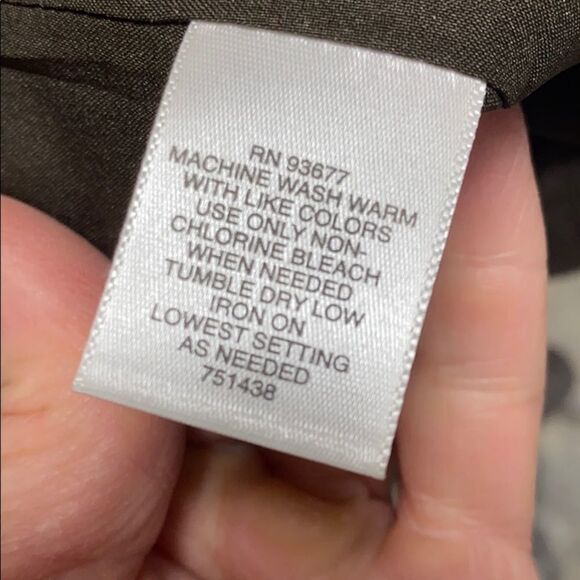 RN 93677
MACHINE WASH WARM
WITH LIKE COLORS
USE ONLY NON-
CHLORINE BLEACH
WHEN NEEDED
TUMBLE DRY LOW
IRON ON
LOWEST SETTING
AS NEEDED
751438